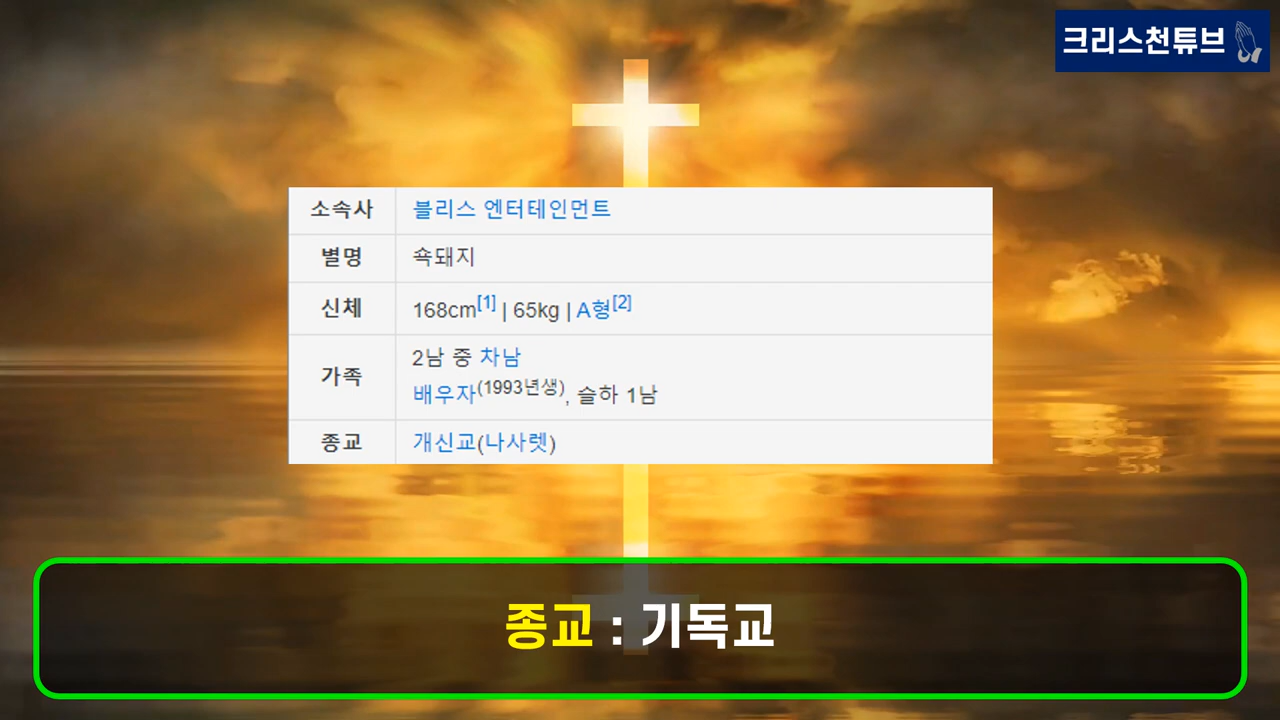 크리스천튜브
소속사 블리스 엔터테인먼트
별명 쇽돼지
신체 168cm[1] | 65kg | A형[2]
가족 2남 중 차남
배우자(1993년생), 슬하 1남
종교 개신교(나사렛)
종교 : 기독교